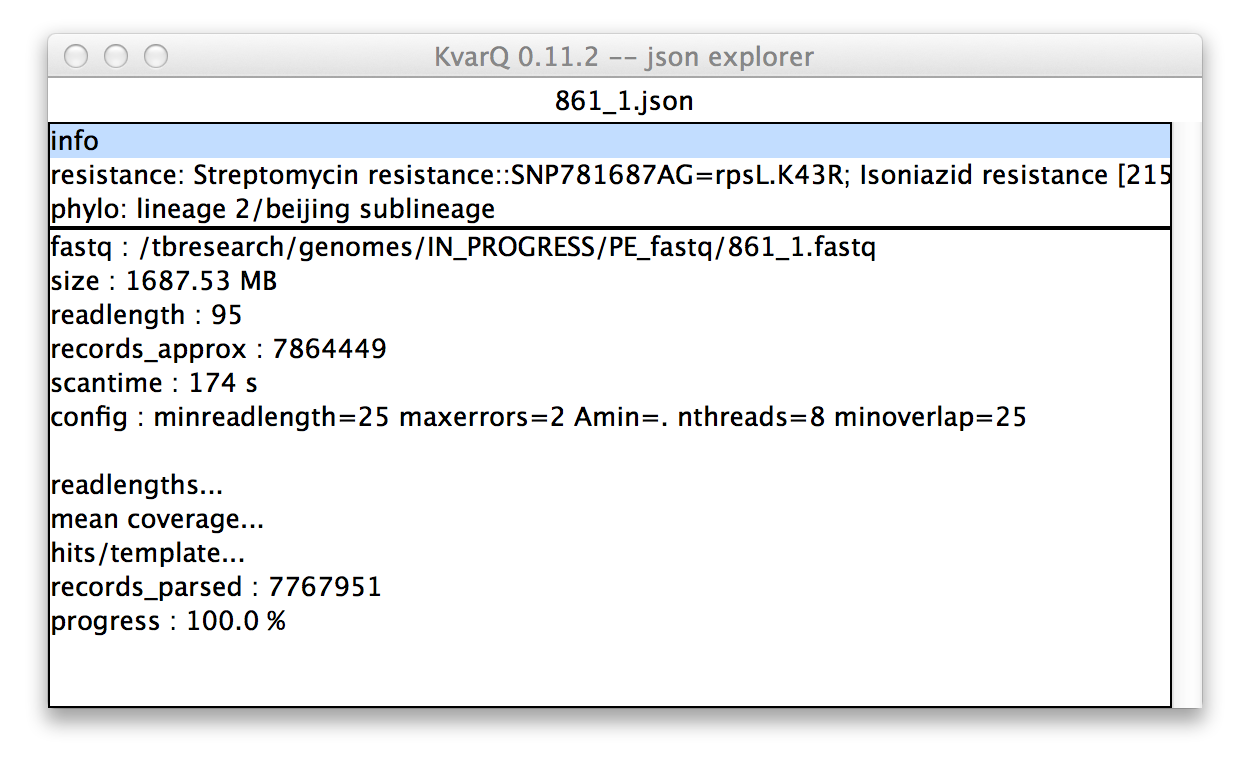 KvarQ 0.11.2 -- json explorer
861_1.json
info
resistance: Streptomycin resistance::SNP781687AG=rpsL.K43R; Isoniazid resistance [215
phylo: lineage 2/beijing sublineage
fastq : /tbresearch/genomes/IN_PROGRESS/PE_fastq/861_1.fastq
size : 1687.53 MB
readlength : 95
records_approx : 7864449
scantime : 174 s
config : minreadlength=25 maxerrors=2 Amin=. nthreads=8 minoverlap=25
readlengths...
mean coverage...
hits/template...
records_parsed : 7767951
progress : 100.0 %